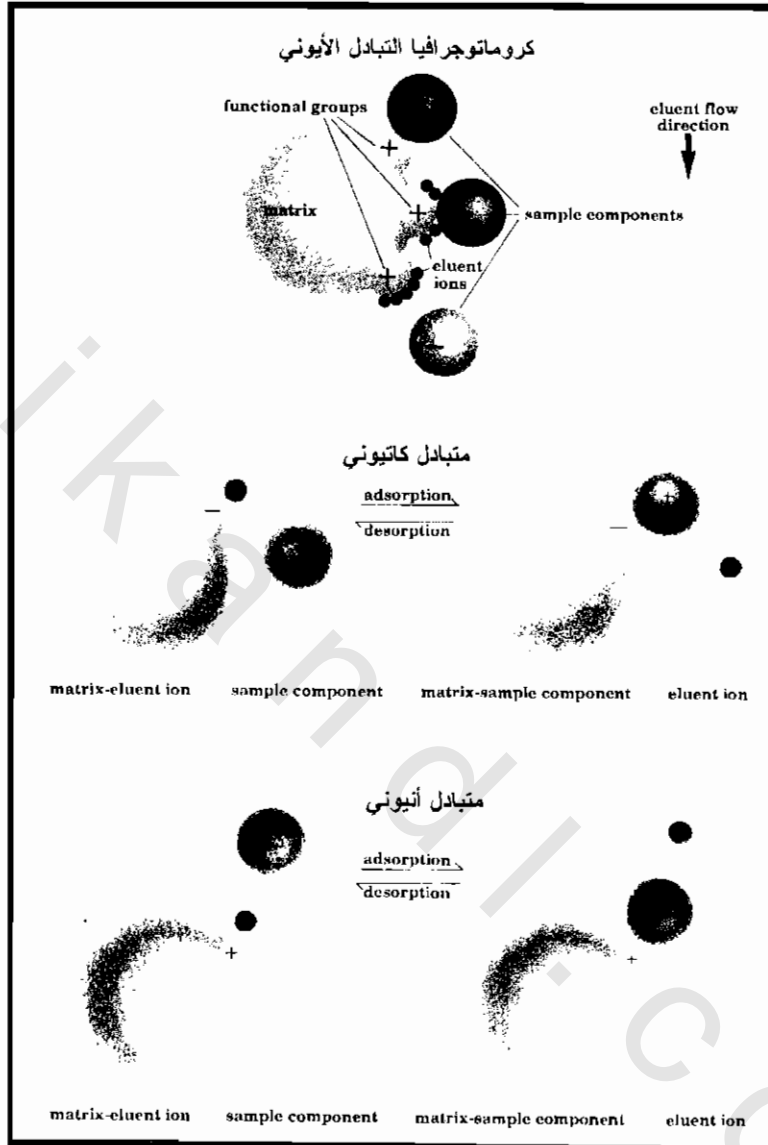 كروماتوجرافيا التبادل الأيوني
functional groups
eluent flow
direction
+
matrix
+
sample components
+
eluent
ions
−
متبادل كاتيوني
adsorption
desorption
−
+
−
matrix-eluent ion sample component matrix-sample component eluent ion
متبادل أنيوني
adsorption
desorption
+
+
matrix-eluent ion sample component matrix-sample component eluent ion
ikandl.c